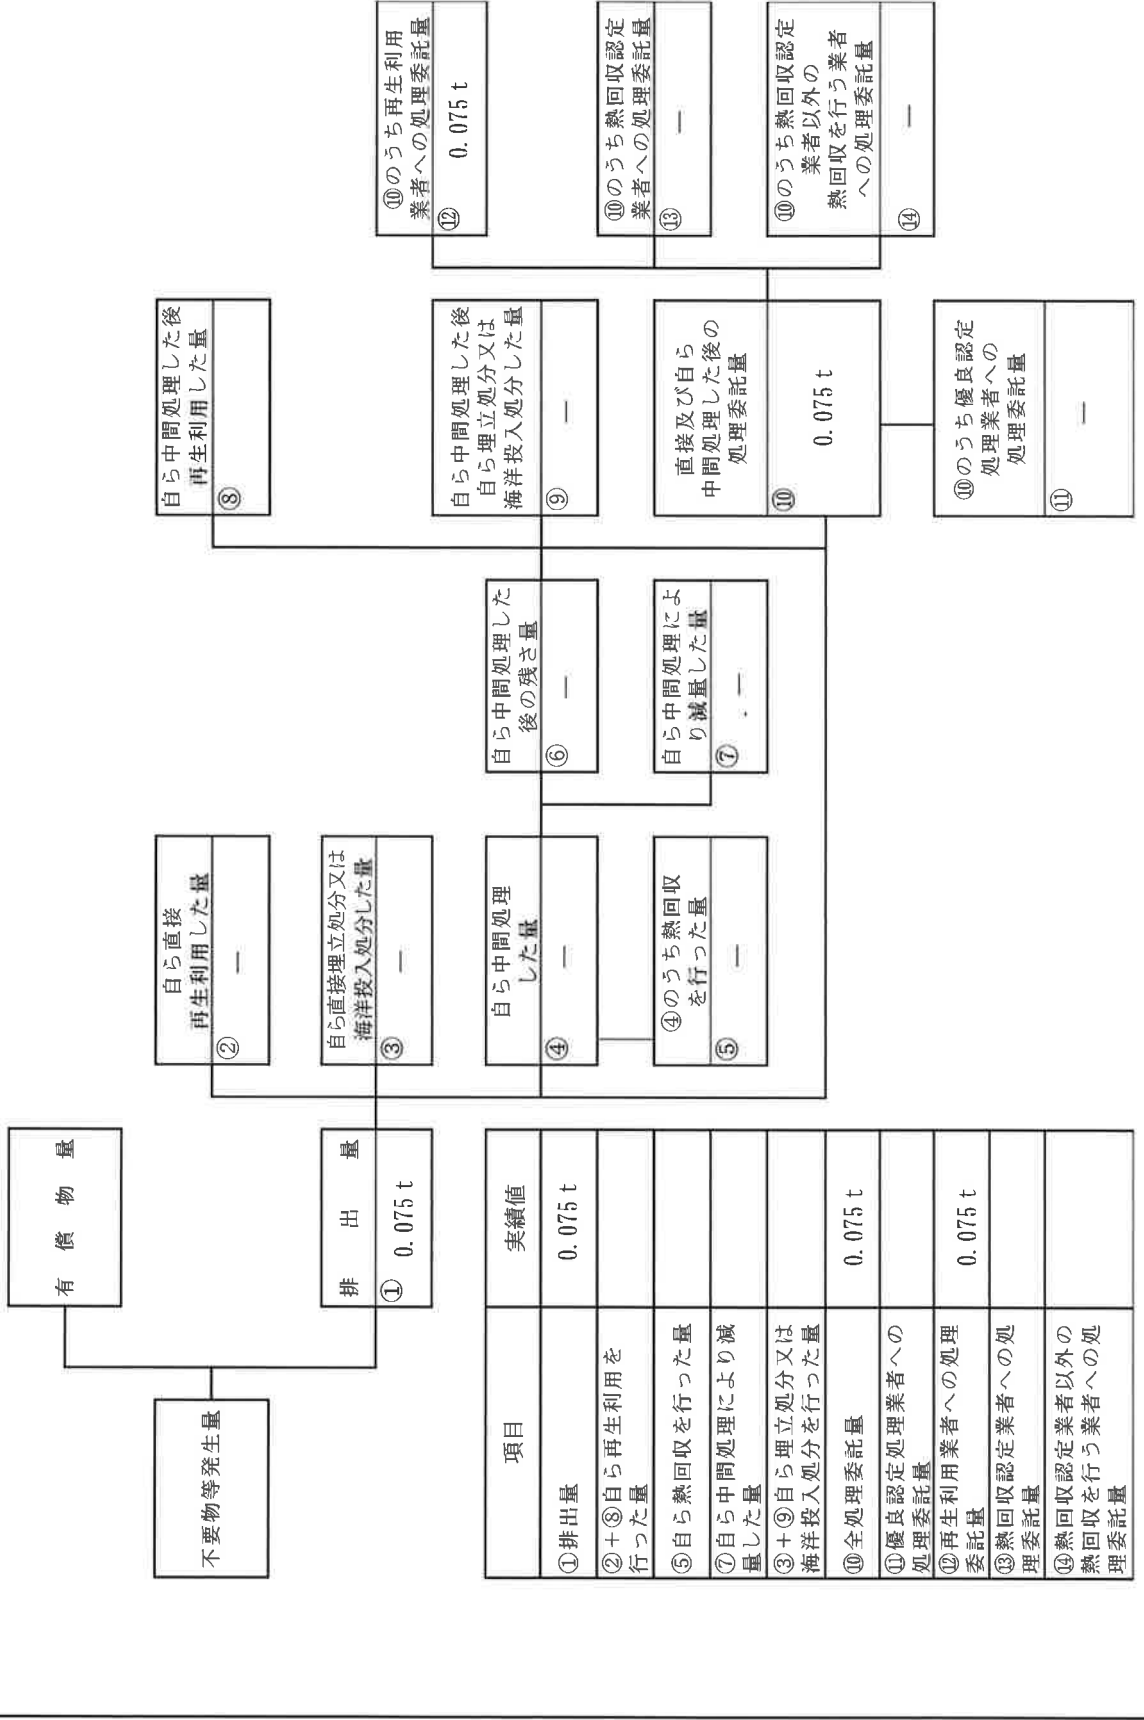 不要物等発生量
有償物量
排出量
① 0.075t
自ら直接
再生利用した量
② —
自ら直接埋立処分又は
海洋投入処分した量
③ —
自ら中間処理
した量
④ —
④のうち熱回収
を行った量
⑤ —
自ら中間処理した
後の残さ量
⑥ —
自ら中間処理によ
り減量した量
⑦ —
自ら中間処理した後
再生利用した量
⑧
自ら中間処理した後
自ら埋立処分又は
海洋投入処分した量
⑨ —
直接及び自ら
中間処理した後の
処理委託量
⑩ 0.075t
⑩のうち優良認定
処理業者への
処理委託量
⑪ —
⑩のうち再生利用
業者への処理委託量
⑫ 0.075t
⑩のうち熱回収認定
業者への処理委託量
⑬ —
⑩のうち熱回収認定
業者以外の
熱回収を行う業者
への処理委託量
⑭ —
項目 実績値
①排出量 0.075t
②+⑧自ら再生利用を
行った量
⑤自ら熱回収を行った量
⑦自ら中間処理により減
量した量
③+⑨自ら埋立処分又は
海洋投入処分を行った量
⑩全処理委託量 0.075t
⑪優良認定処理業者への
処理委託量
⑫再生利用業者への処理
委託量 0.075t
⑬熱回収認定業者への処
理委託量
⑭熱回収認定業者以外の
熱回収を行う業者への処
理委託量